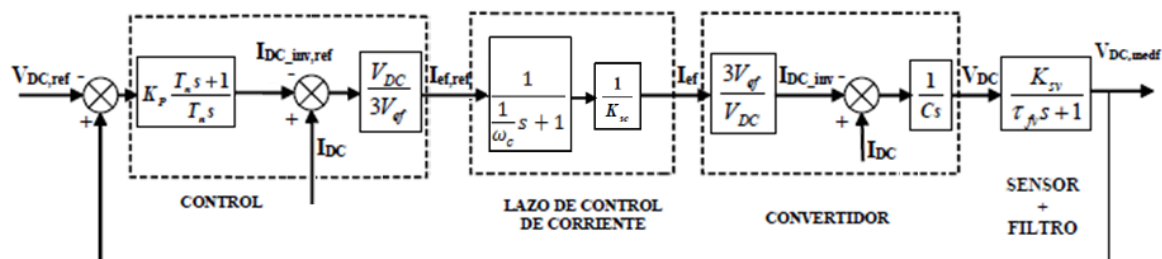 V_DC,ref
-
+
K_P (T_n s+1)/(T_n s)
I_DC_inv,ref
-
+
I_DC
V_DC/(3V_ef)
I_ef,ref
CONTROL
1/((1/ω_c)s+1)
1/K_sc
I_ef
LAZO DE CONTROL
DE CORRIENTE
3V_ef/V_DC
I_DC_inv
-
+
I_DC
1/(Cs)
V_DC
CONVERTIDOR
K_sv/(τ_fv s+1)
V_DC,medf
SENSOR
+
FILTRO